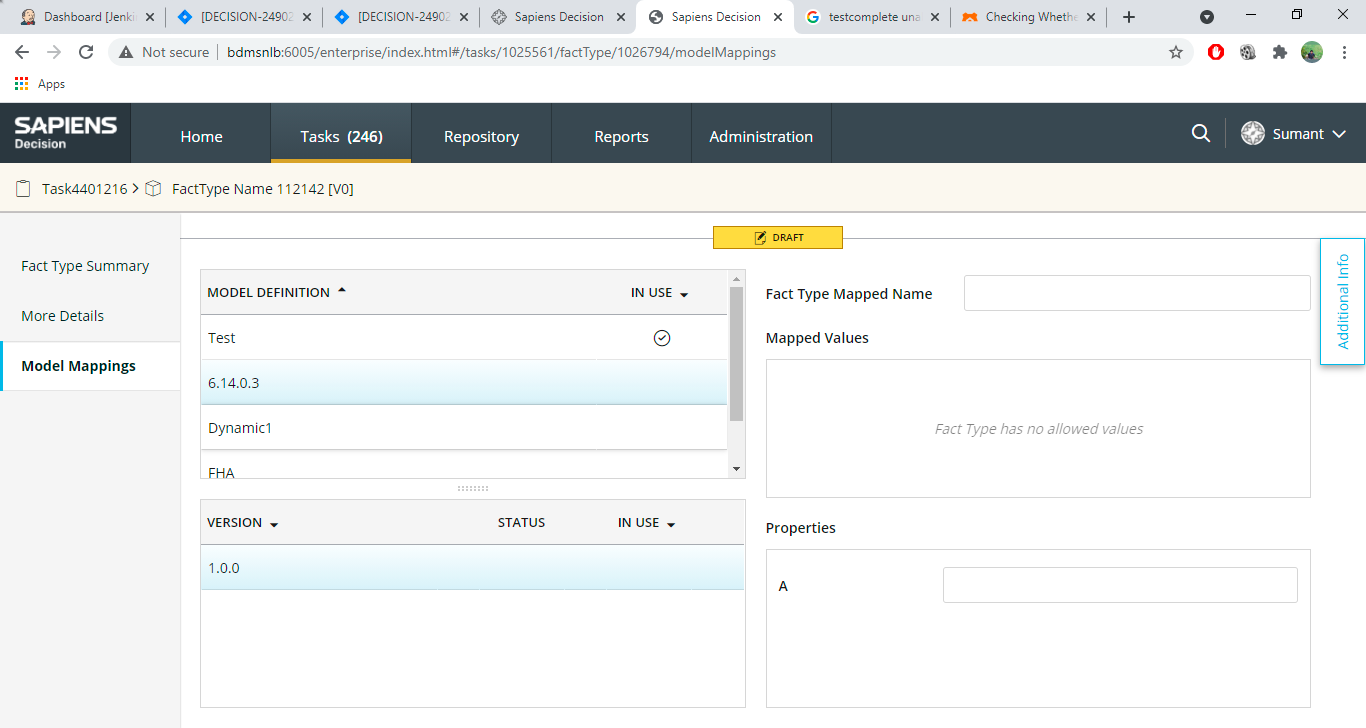 Dashboard [Jenki
[DECISION-24902
[DECISION-24902
Sapiens Decision
Sapiens Decision
testcomplete una
Checking Whethe
Not secure
bdmsnlb:6005/enterprise/index.html#/tasks/1025561/factType/1026794/modelMappings
Apps
SAPIENS
Decision
Home
Tasks (246)
Repository
Reports
Administration
Sumant
Task4401216 > FactType Name 112142 [V0]
DRAFT
Fact Type Summary
More Details
Model Mappings
MODEL DEFINITION
IN USE
Test
6.14.0.3
Dynamic1
FHA
VERSION
STATUS
IN USE
1.0.0
Fact Type Mapped Name
Mapped Values
Fact Type has no allowed values
Properties
A
Additional Info